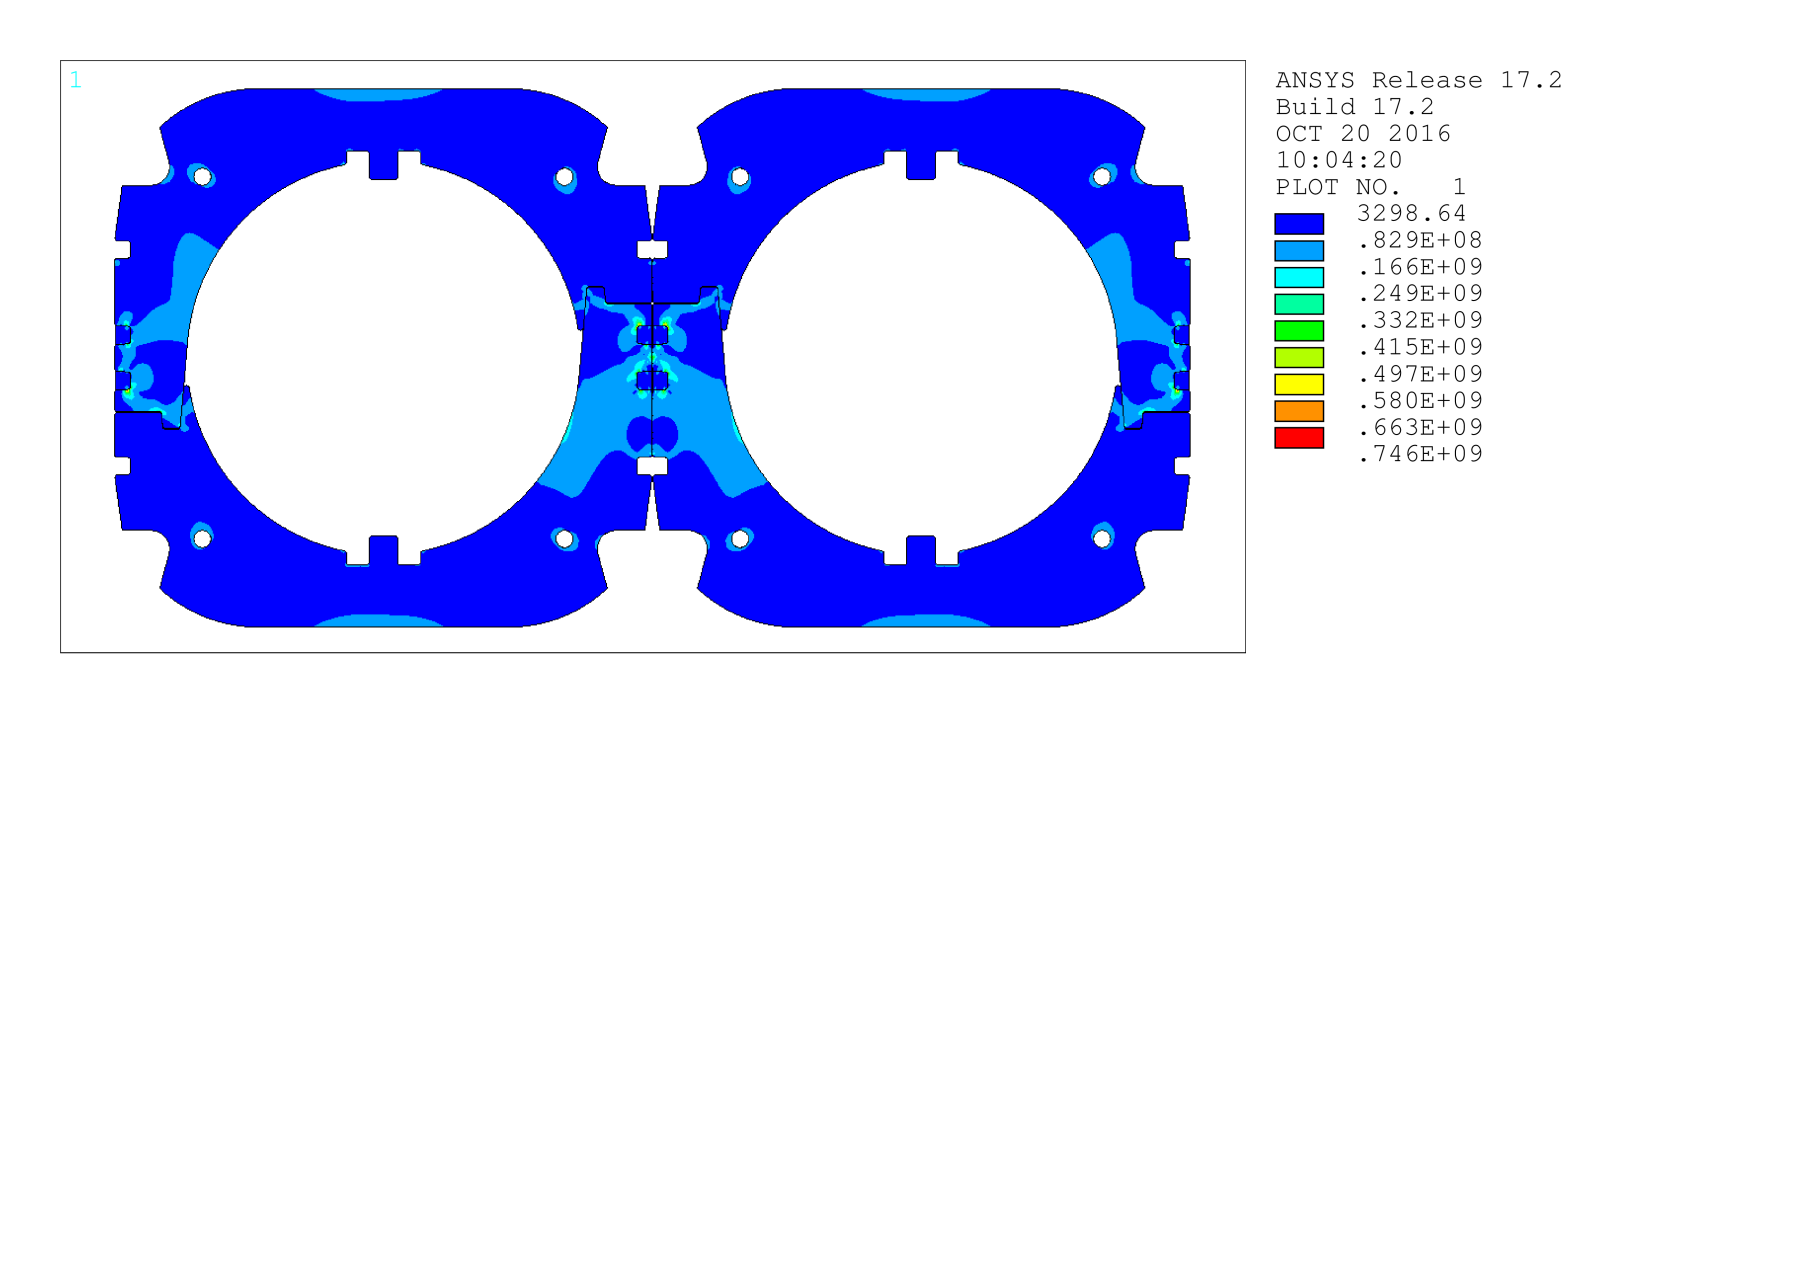 1
ANSYS Release 17.2
Build 17.2
OCT 20 2016
10:04:20
PLOT NO. 1
3298.64
.829E+08
.166E+09
.249E+09
.332E+09
.415E+09
.497E+09
.580E+09
.663E+09
.746E+09